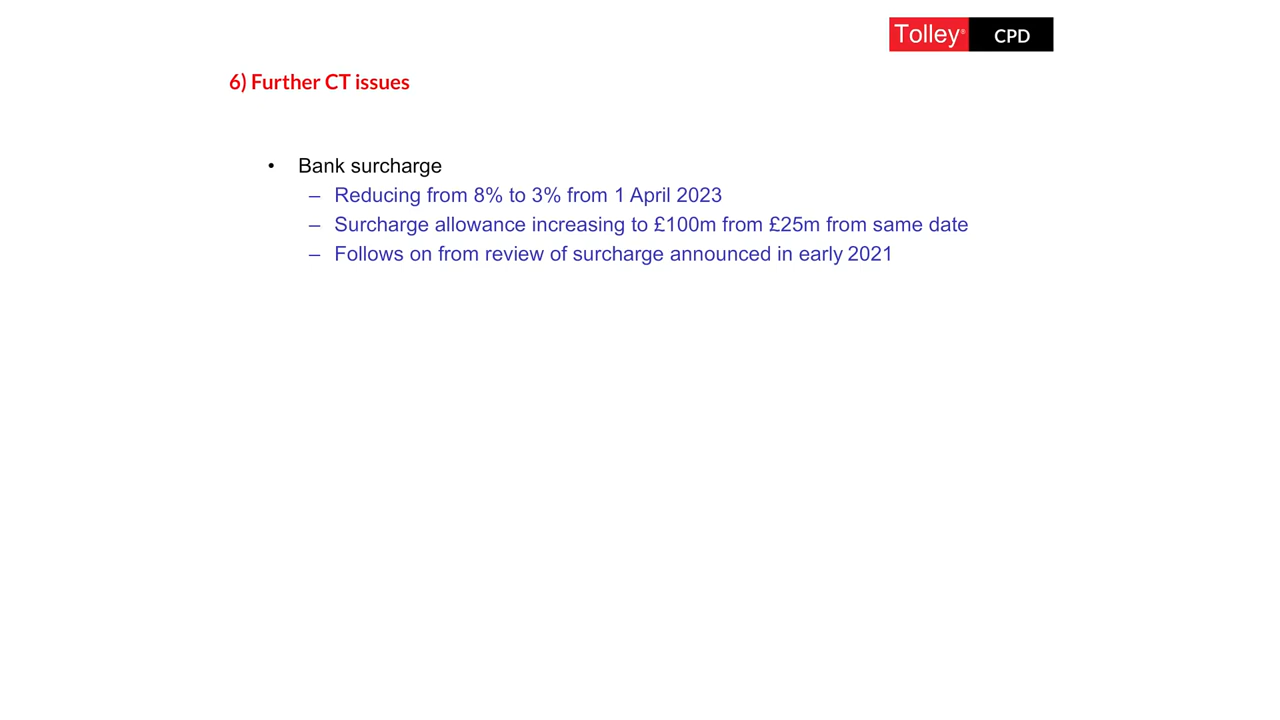 Tolley® CPD
6) Further CT issues
• Bank surcharge
– Reducing from 8% to 3% from 1 April 2023
– Surcharge allowance increasing to £100m from £25m from same date
– Follows on from review of surcharge announced in early 2021